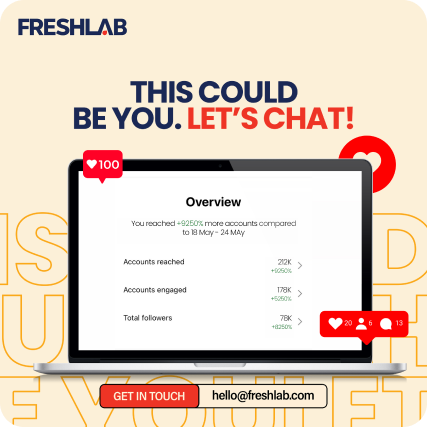 FRESHLAB
THIS COULD
BE YOU. LET'S CHAT!
100
Overview
You reached +9250% more accounts compared
to 18 May - 24 MAy
Accounts reached 212K
+9250%
Accounts engaged 178K
+5250%
Total followers 78K
+8250%
20 6 13
GET IN TOUCH hello@freshlab.com